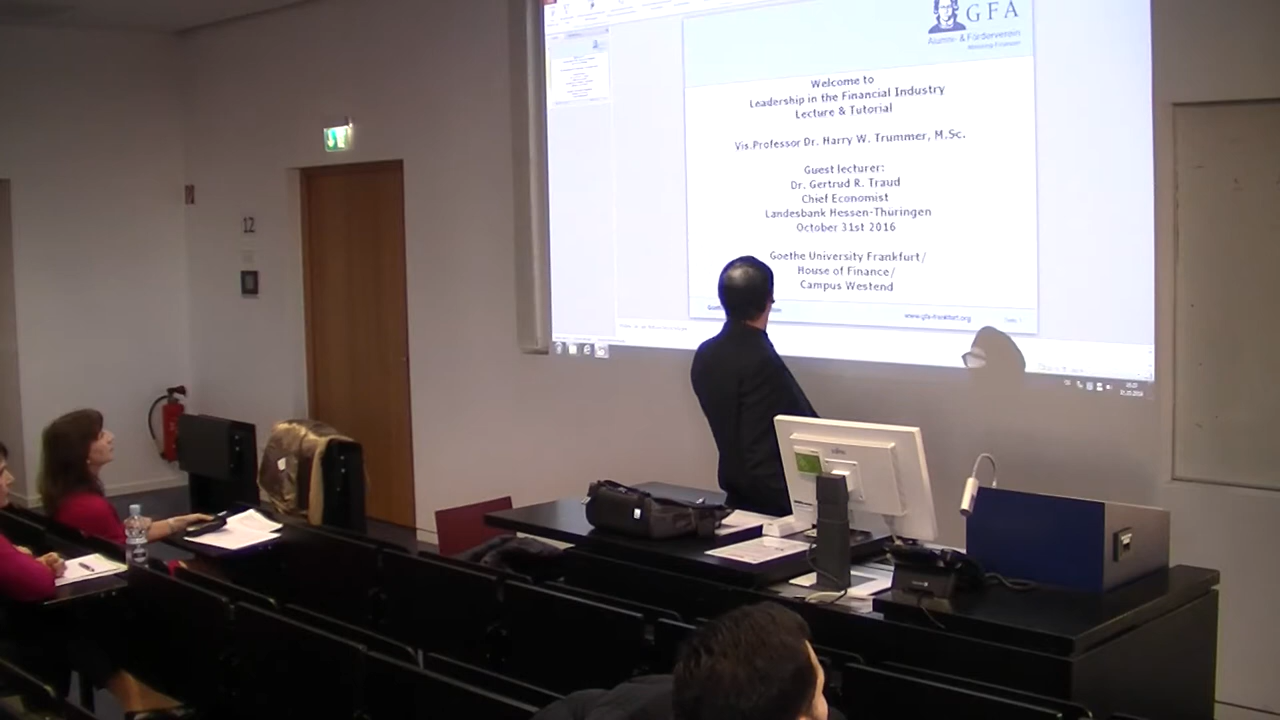 GFA
Alumni- & Förderverein
Welcome to
Leadership in the Financial Industry
Lecture & Tutorial
Vis.Professor Dr. Harry W. Trummer, M.Sc.
Guest lecturer:
Dr. Gertrud R. Traud
Chief Economist
Landesbank Hessen-Thüringen
October 31st 2016
Goethe University Frankfurt/
House of Finance/
Campus Westend
www.gfa-frankfurt.org
12